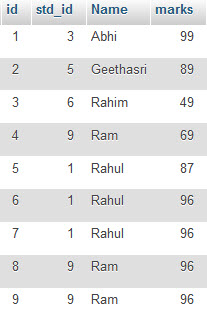 id std_id Name marks
1 3 Abhi 99
2 5 Geethasri 89
3 6 Rahim 49
4 9 Ram 69
5 1 Rahul 87
6 1 Rahul 96
7 1 Rahul 96
8 9 Ram 96
9 9 Ram 96